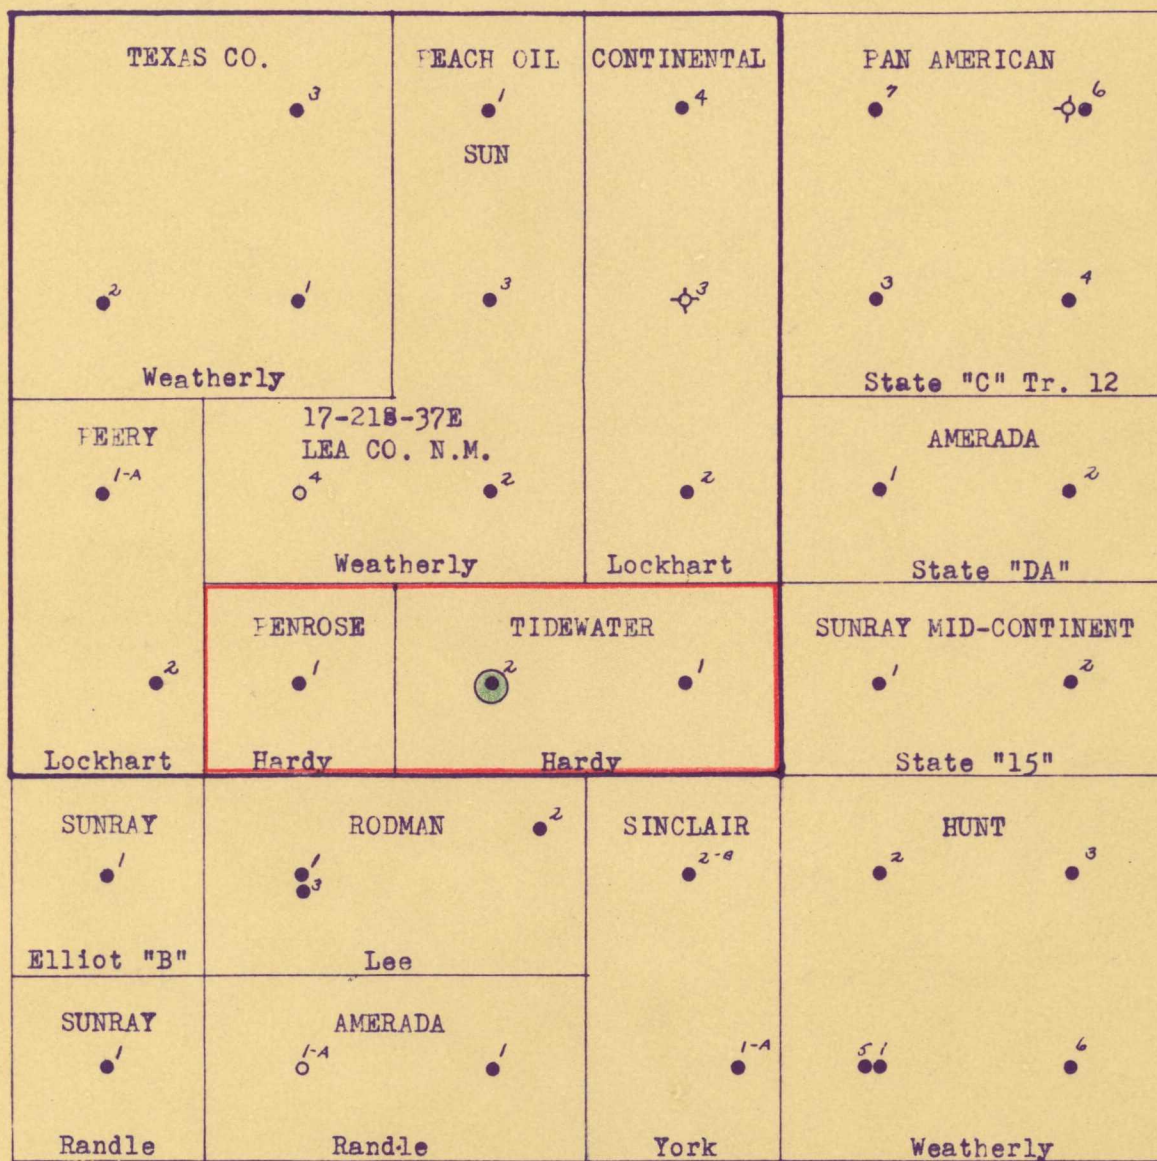 TEXAS CO.
3
2
1
Weatherly
PEACH OIL
1
SUN
3
CONTINENTAL
4
3
PAN AMERICAN
7
6
3
4
State "C" Tr. 12
PEERY
1-A
2
Lockhart
17-21S-37E
LEA CO. N.M.
4
2
Weatherly
2
Lockhart
AMERADA
1
2
State "DA"
PENROSE
1
Hardy
TIDEWATER
2
1
Hardy
SUNRAY MID-CONTINENT
1
2
State "15"
SUNRAY
1
Elliot "B"
RODMAN
2
1
3
Lee
SINCLAIR
2-B
1-A
York
HUNT
2
3
5 1
6
Weatherly
SUNRAY
1
Randle
AMERADA
1-A
1
Randle